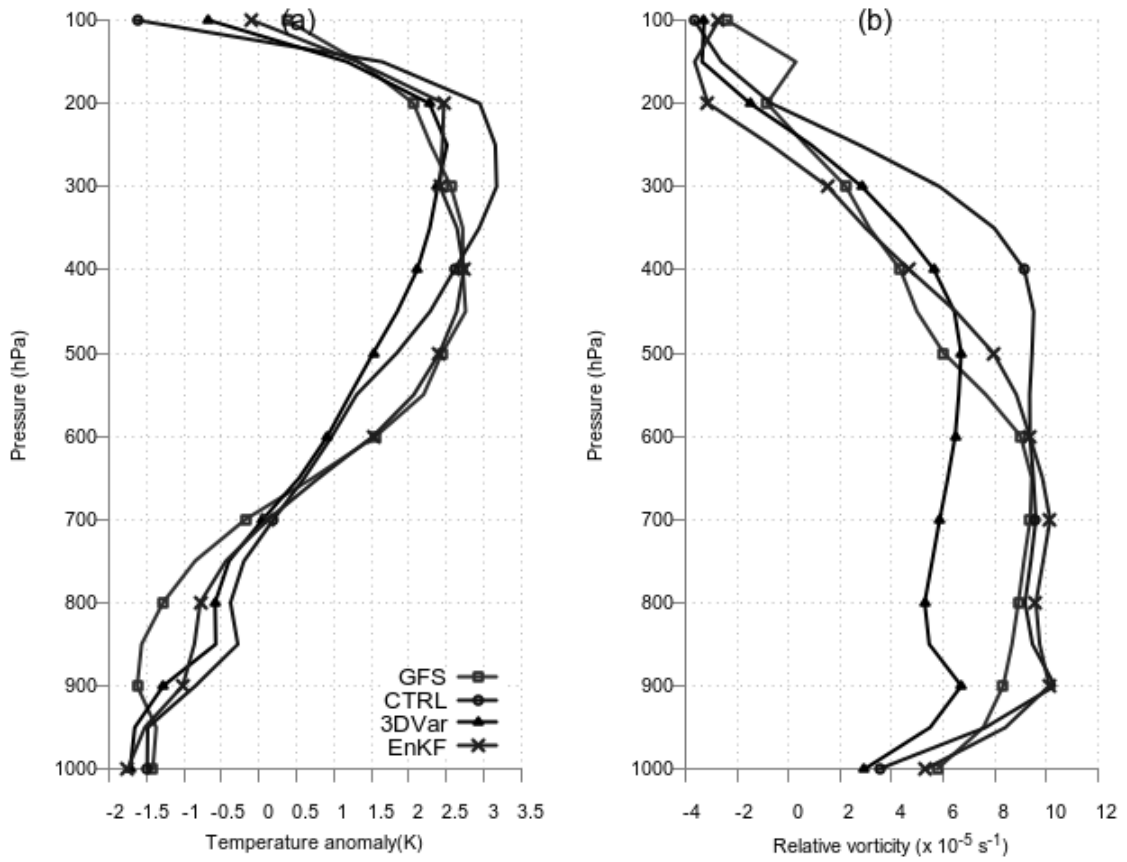 (a)
100
200
300
400
500
600
700
800
900
1000
Pressure (hPa)
GFS
CTRL
3DVar
EnKF
-2 -1.5 -1 -0.5 0 0.5 1 1.5 2 2.5 3 3.5
Temperature anomaly(K)
(b)
100
200
300
400
500
600
700
800
900
1000
Pressure (hPa)
-4 -2 0 2 4 6 8 10 12
Relative vorticity (x 10-5 s-1)